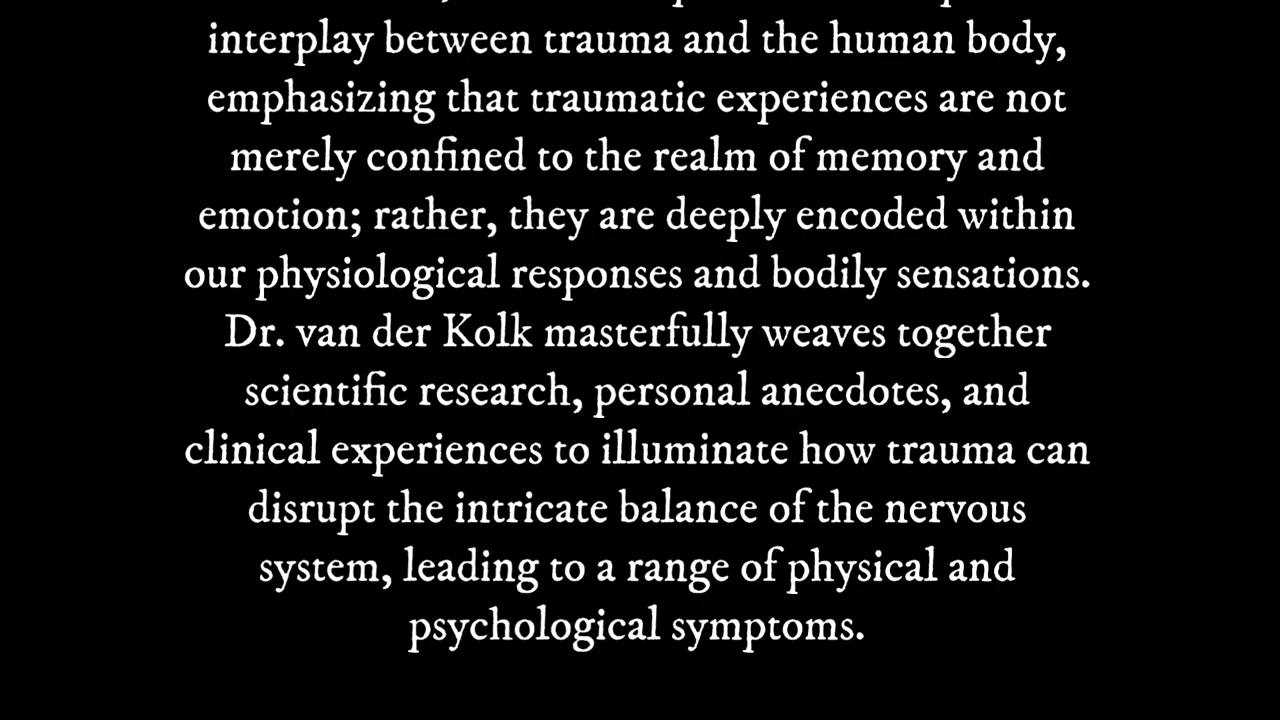 interplay between trauma and the human body,
emphasizing that traumatic experiences are not
merely confined to the realm of memory and
emotion; rather, they are deeply encoded within
our physiological responses and bodily sensations.
Dr. van der Kolk masterfully weaves together
scientific research, personal anecdotes, and
clinical experiences to illuminate how trauma can
disrupt the intricate balance of the nervous
system, leading to a range of physical and
psychological symptoms.